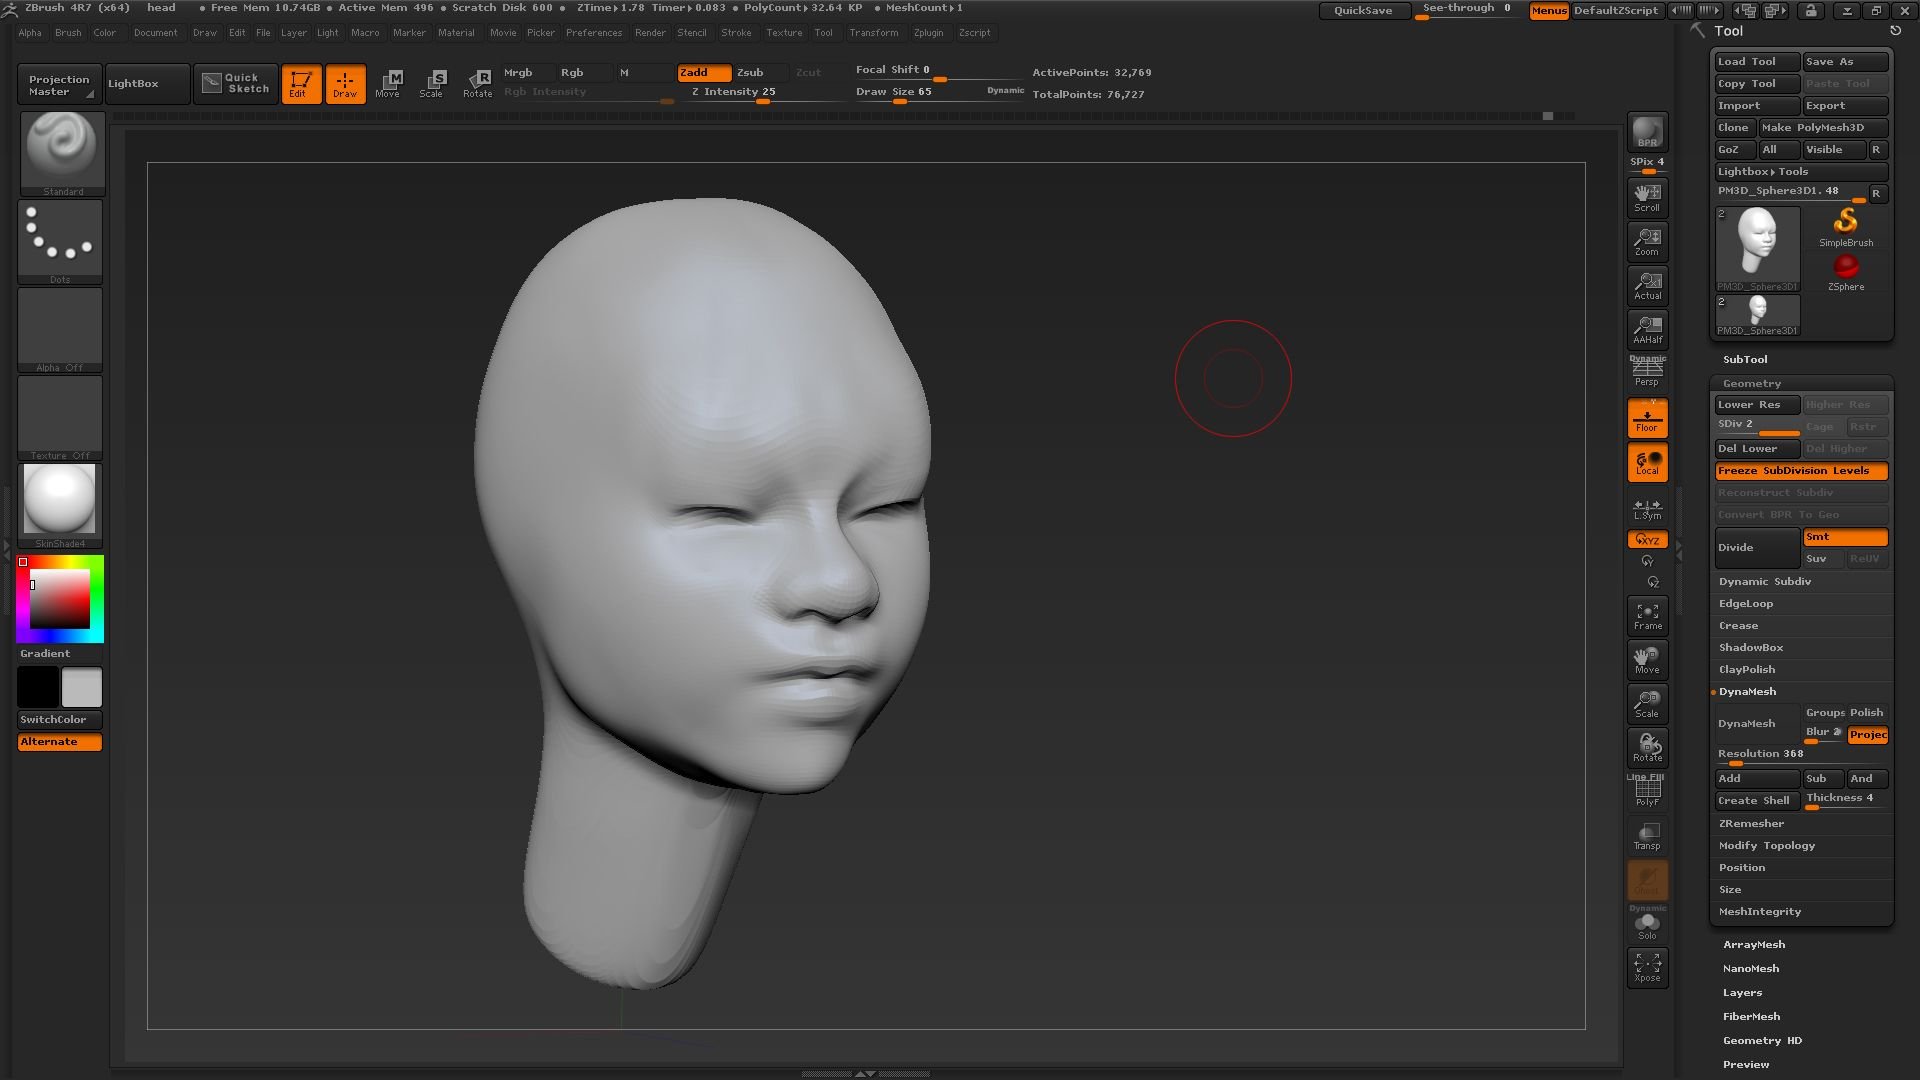 ZBrush 4R7 (x64) head • Free Mem 10.74GB • Active Mem 496 • Scratch Disk 600 • ZTime▸1.78 Timer▸0.083 • PolyCount▸32.64 KP • MeshCount▸1
QuickSave See-through 0 Menus DefaultZScript
Alpha Brush Color Document Draw Edit File Layer Light Macro Marker Material Movie Picker Preferences Render Stencil Stroke Texture Tool Transform Zplugin Zscript
Projection Master
LightBox
Quick Sketch
Edit
Draw
Move
Scale
Rotate
Mrgb Rgb M
Rgb Intensity
Zadd Zsub Zcut
Z Intensity 25
Focal Shift 0
Draw Size 65 Dynamic
ActivePoints: 32,769
TotalPoints: 76,727
Standard
Dots
Alpha Off
Texture Off
SkinShade4
Gradient
SwitchColor
Alternate
BPR
SPix 4
Scroll
Zoom
Actual
AAHalf
Dynamic
Persp
Floor
Local
L.Sym
XYZ
Y
Z
Frame
Move
Scale
Rotate
Line Fill
PolyF
Transp
Ghost
Dynamic
Solo
Xpose
Tool
Load Tool Save As
Copy Tool Paste Tool
Import Export
Clone Make PolyMesh3D
GoZ All Visible R
Lightbox▸Tools
PM3D_Sphere3D1. 48 R
2
PM3D_Sphere3D1
SimpleBrush
ZSphere
2
PM3D_Sphere3D1
SubTool
Geometry
Lower Res Higher Res
SDiv 2 Cage Rstr
Del Lower Del Higher
Freeze SubDivision Levels
Reconstruct Subdiv
Convert BPR To Geo
Divide
Smt
Suv ReUV
Dynamic Subdiv
EdgeLoop
Crease
ShadowBox
ClayPolish
DynaMesh
DynaMesh
Groups Polish
Blur 2 Projec
Resolution 368
Add Sub And
Create Shell Thickness 4
ZRemesher
Modify Topology
Position
Size
MeshIntegrity
ArrayMesh
NanoMesh
Layers
FiberMesh
Geometry HD
Preview